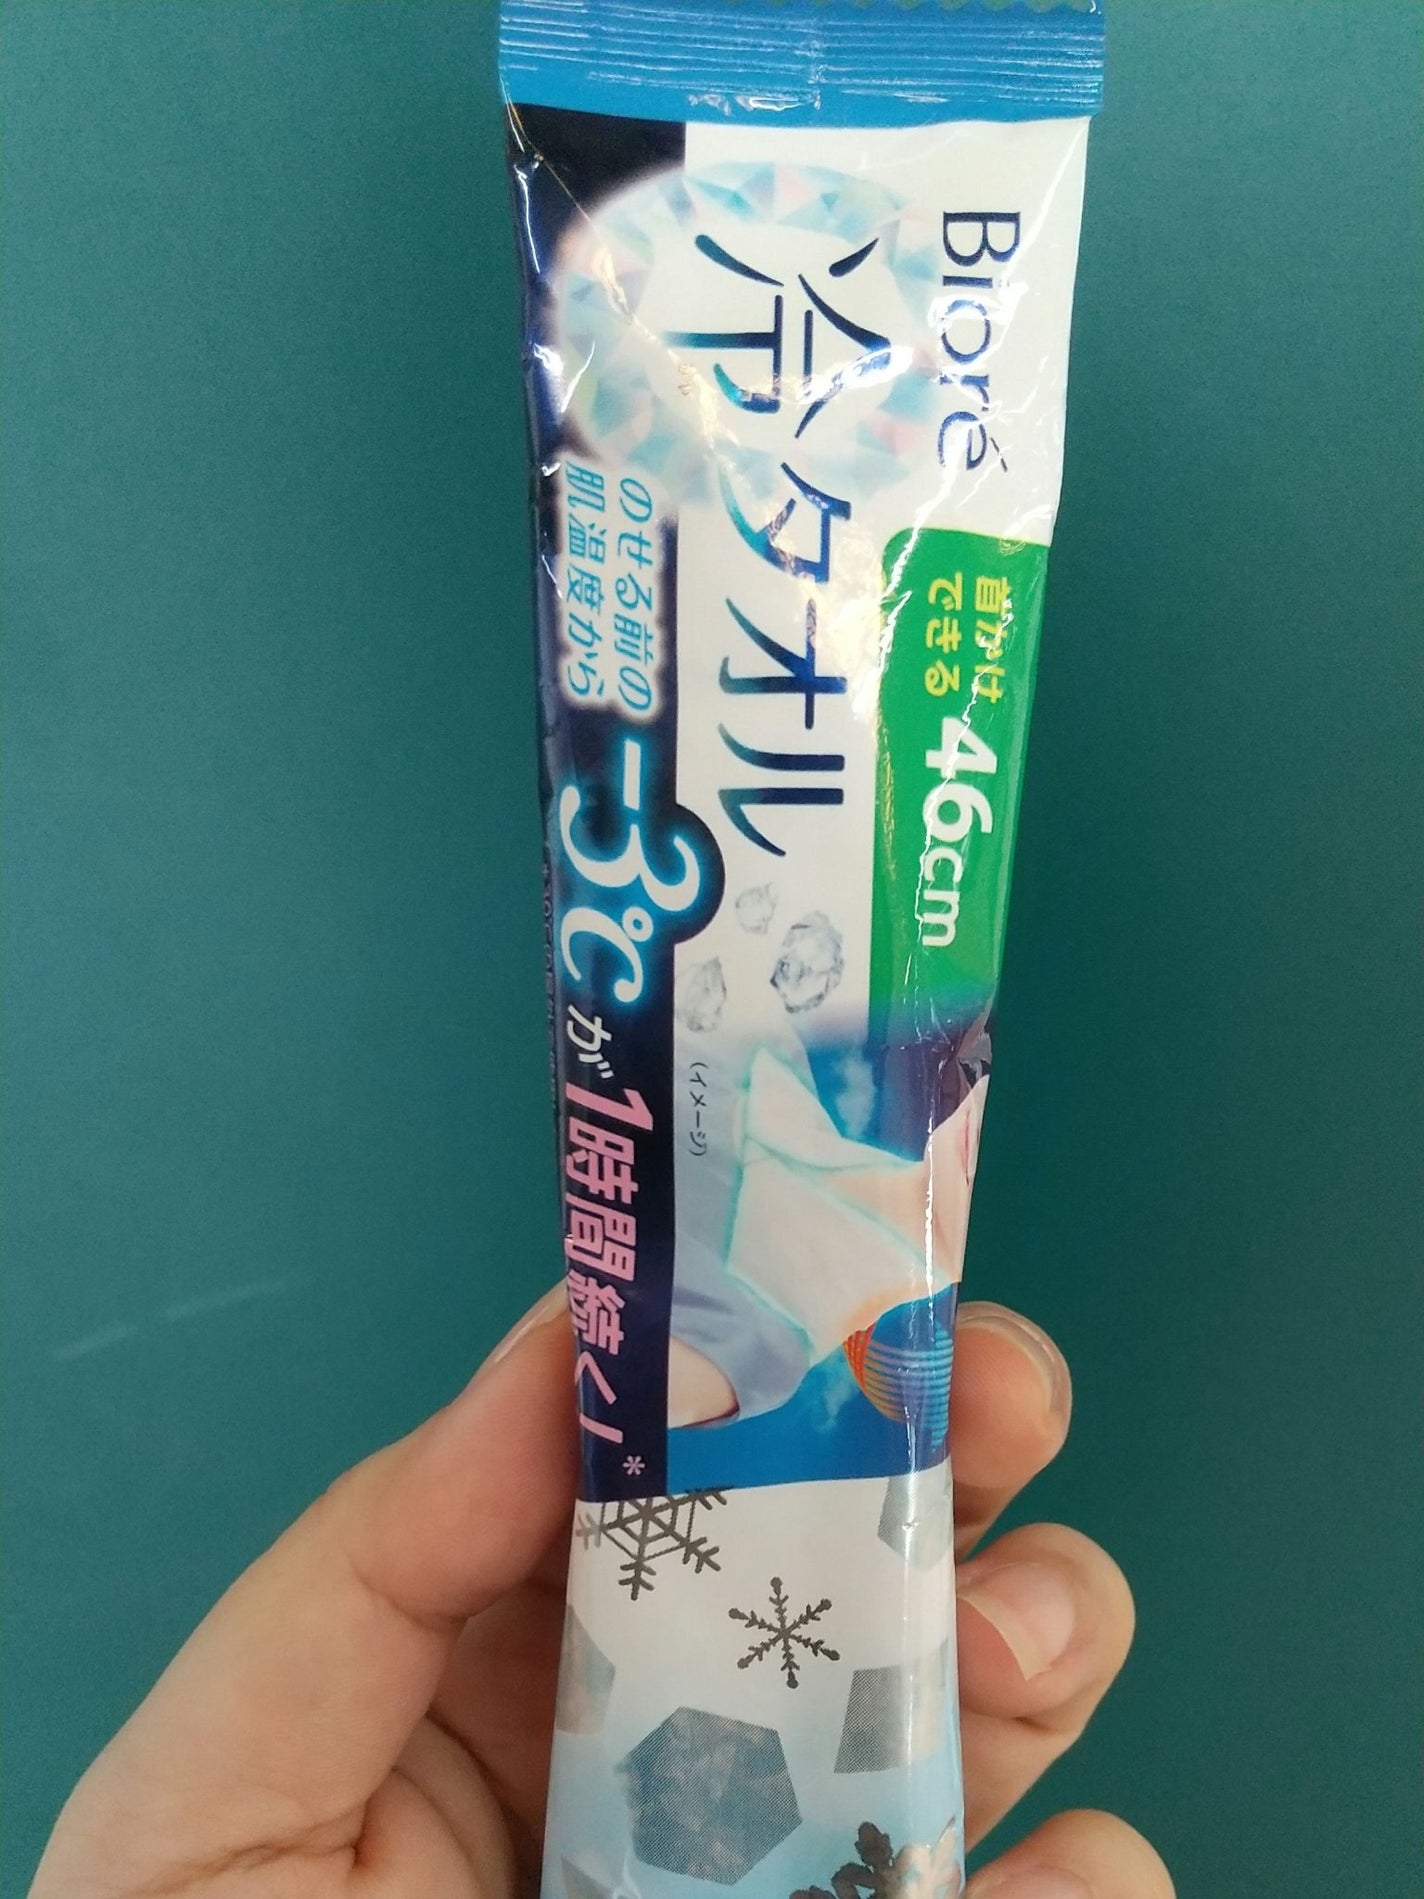 Bioré
首かけ
できる
46cm
冷タオル
のせる前の
肌温度から
-3℃が1時間続く!*
(イメージ)